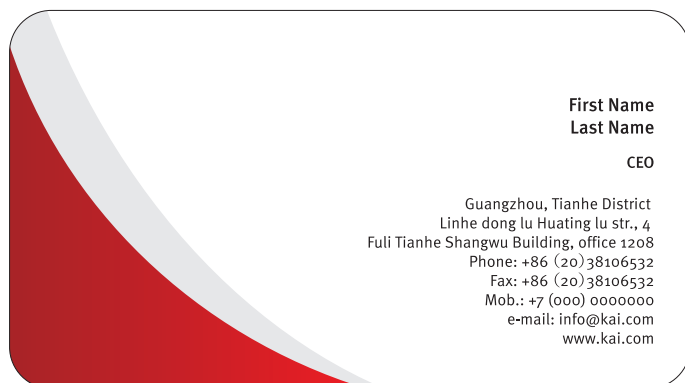 First Name
Last Name
CEO
Guangzhou, Tianhe District
Linhe dong lu Huating lu str., 4
Fuli Tianhe Shangwu Building, office 1208
Phone: +86（20）38106532
Fax: +86（20）38106532
Mob.: +7 (000) 0000000
e-mail: info@kai.com
www.kai.com